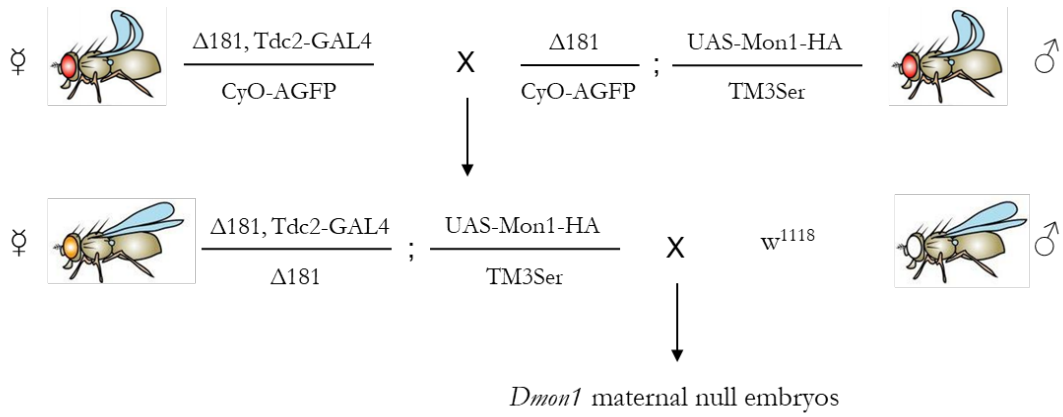 ☿ Δ181, Tdc2-GAL4 X Δ181 ; UAS-Mon1-HA ♂
CyO-AGFP CyO-AGFP TM3Ser
☿ Δ181, Tdc2-GAL4 ; UAS-Mon1-HA X w¹¹¹⁸ ♂
Δ181 TM3Ser
Dmon1 maternal null embryos